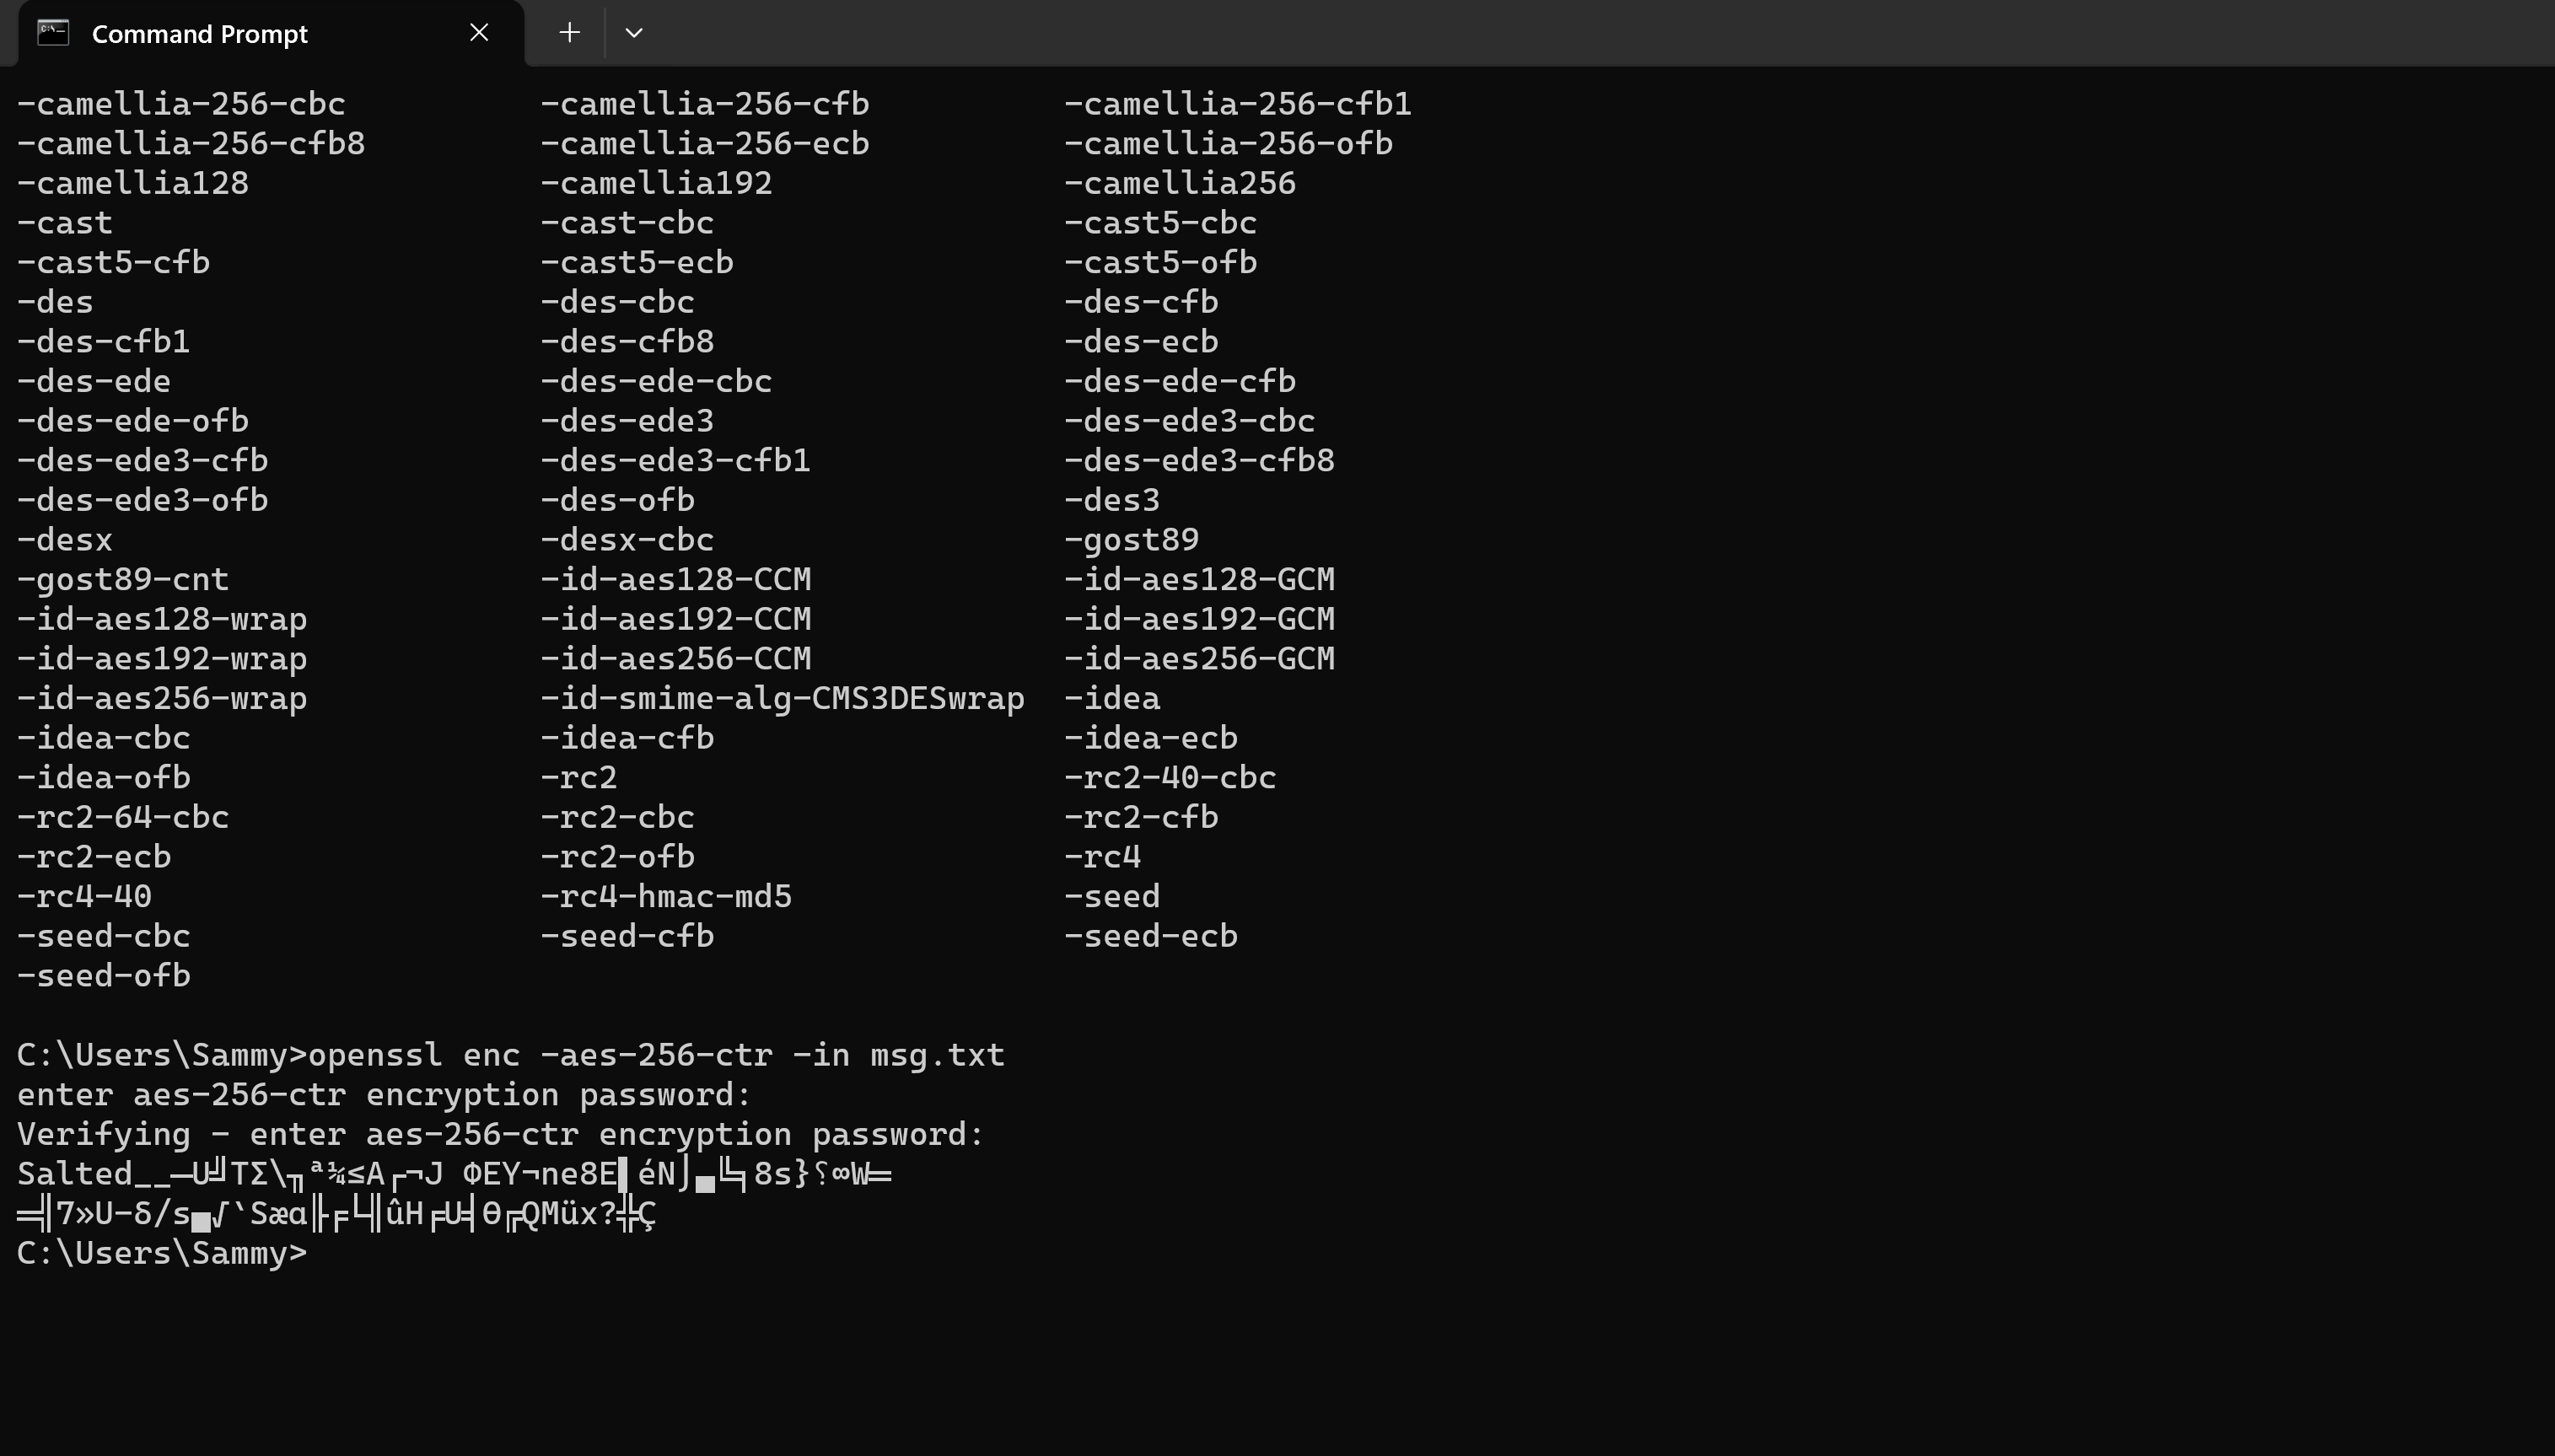 Command Prompt
-camellia-256-cbc -camellia-256-cfb -camellia-256-cfb1
-camellia-256-cfb8 -camellia-256-ecb -camellia-256-ofb
-camellia128 -camellia192 -camellia256
-cast -cast-cbc -cast5-cbc
-cast5-cfb -cast5-ecb -cast5-ofb
-des -des-cbc -des-cfb
-des-cfb1 -des-cfb8 -des-ecb
-des-ede -des-ede-cbc -des-ede-cfb
-des-ede-ofb -des-ede3 -des-ede3-cbc
-des-ede3-cfb -des-ede3-cfb1 -des-ede3-cfb8
-des-ede3-ofb -des-ofb -des3
-desx -desx-cbc -gost89
-gost89-cnt -id-aes128-CCM -id-aes128-GCM
-id-aes128-wrap -id-aes192-CCM -id-aes192-GCM
-id-aes192-wrap -id-aes256-CCM -id-aes256-GCM
-id-aes256-wrap -id-smime-alg-CMS3DESwrap -idea
-idea-cbc -idea-cfb -idea-ecb
-idea-ofb -rc2 -rc2-40-cbc
-rc2-64-cbc -rc2-cbc -rc2-cfb
-rc2-ecb -rc2-ofb -rc4
-rc4-40 -rc4-hmac-md5 -seed
-seed-cbc -seed-cfb -seed-ecb
-seed-ofb
C:\Users\Sammy>openssl enc -aes-256-ctr -in msg.txt
enter aes-256-ctr encryption password:
Verifying - enter aes-256-ctr encryption password:
Salted__─U╝TΣ\╖ª¼≤A┌¬J ΦEY¬ne8E▌éN⌡▄╚╕8s}⸮∞W═
═╣7»U-δ/s▄√`Sæɑ╟╒└╢ûH╒U╡Θ╔QMüx?╬Ç
C:\Users\Sammy>